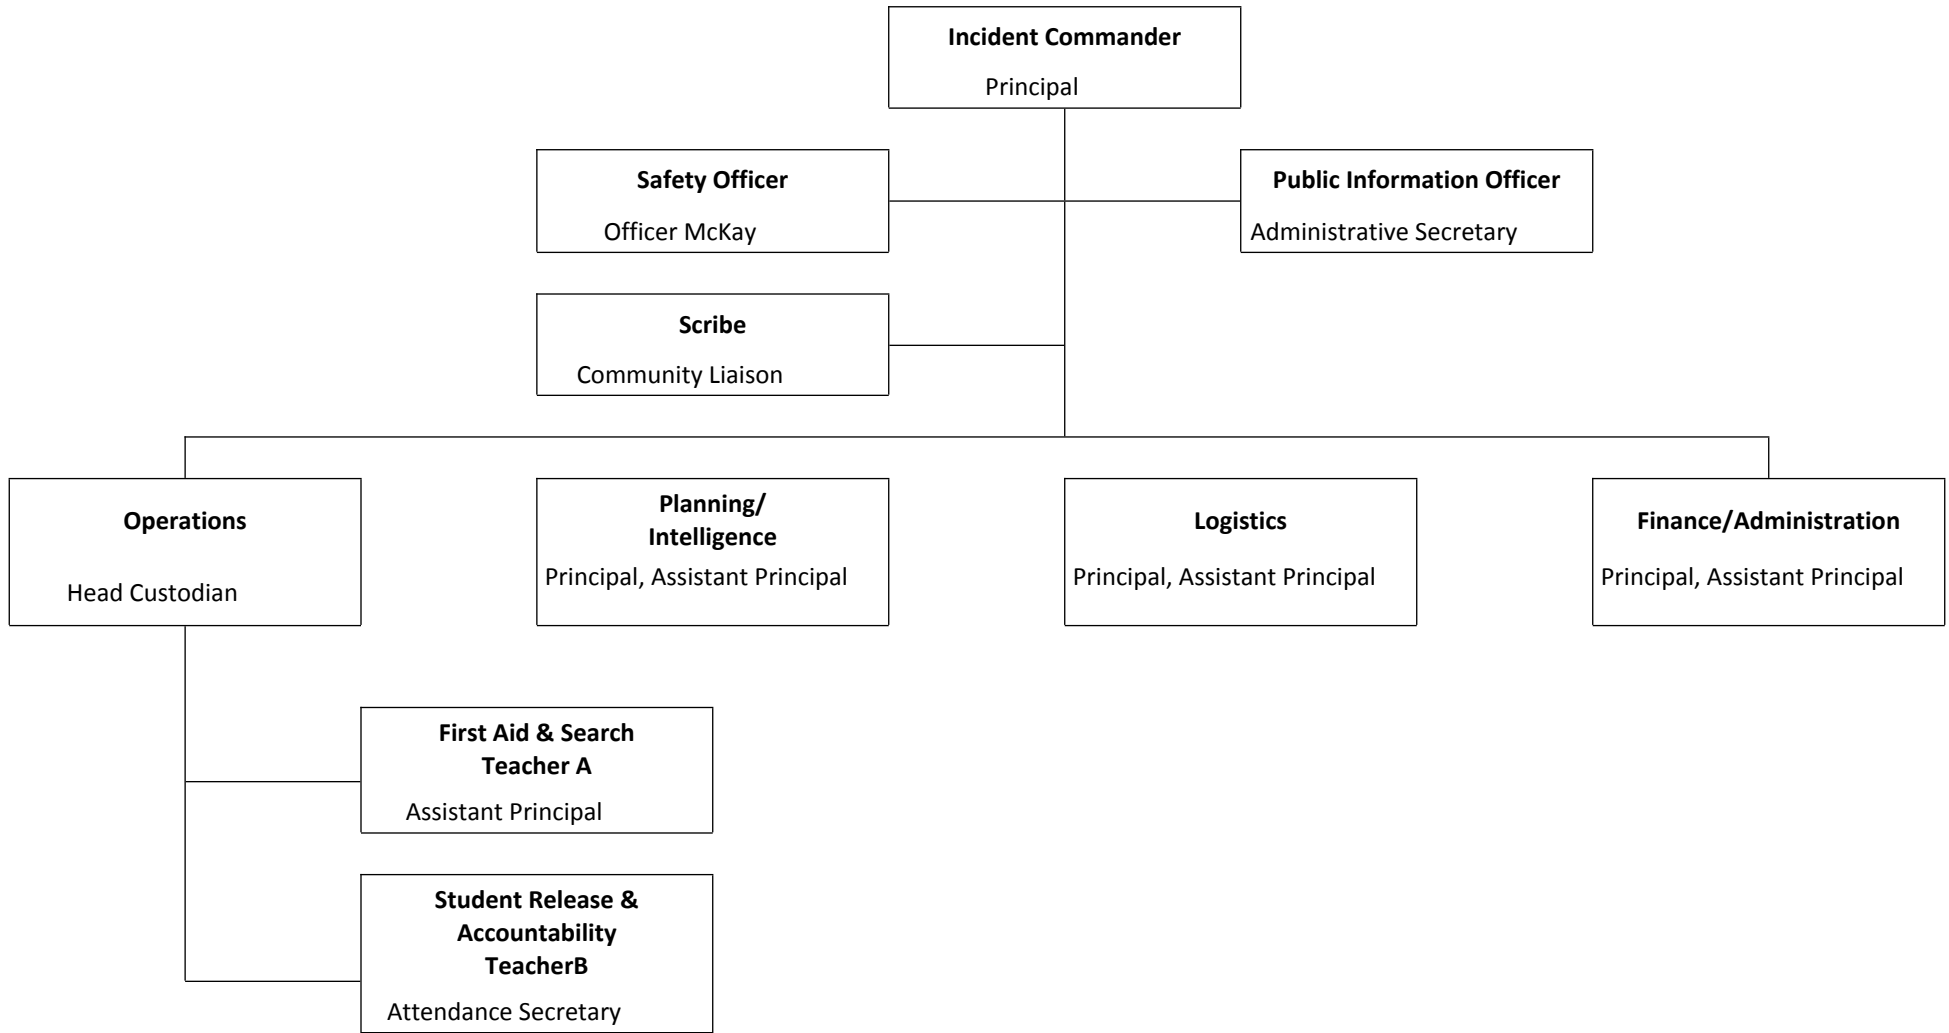 Incident Commander
Principal
Safety Officer
Officer McKay
Public Information Officer
Administrative Secretary
Scribe
Community Liaison
Operations
Head Custodian
Planning/
Intelligence
Principal, Assistant Principal
Logistics
Principal, Assistant Principal
Finance/Administration
Principal, Assistant Principal
First Aid & Search
Teacher A
Assistant Principal
Student Release &
Accountability
TeacherB
Attendance Secretary